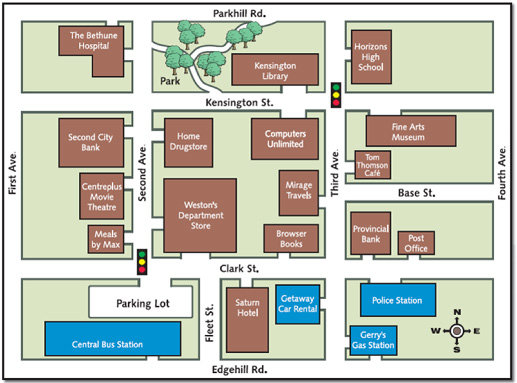 Parkhill Rd.
The Bethune
Hospital
Park
Kensington
Library
Horizons
High
School
Kensington St.
First Ave.
Second City
Bank
Centreplus
Movie
Theatre
Meals
by Max
Second Ave.
Home
Drugstore
Computers
Unlimited
Weston's
Department
Store
Mirage
Travels
Browser
Books
Third Ave.
Fine Arts
Museum
Tom
Thomson
Café
Base St.
Provincial
Bank
Post
Office
Fourth Ave.
Clark St.
Parking Lot
Central Bus Station
Fleet St.
Saturn
Hotel
Getaway
Car Rental
Police Station
Gerry's
Gas Station
N
W E
S
Edgehill Rd.